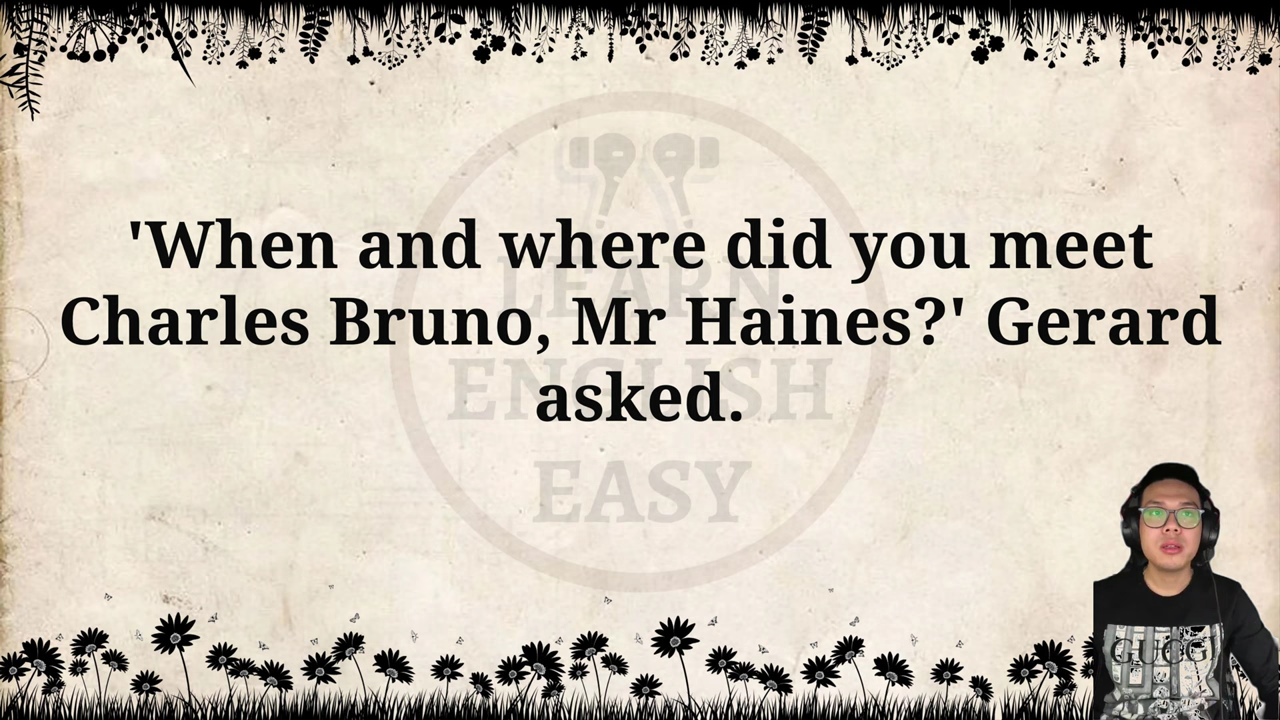 'When and where did you meet
Charles Bruno, Mr Haines?' Gerard
asked.
LEARN
ENGLISH
EASY
GUCCI